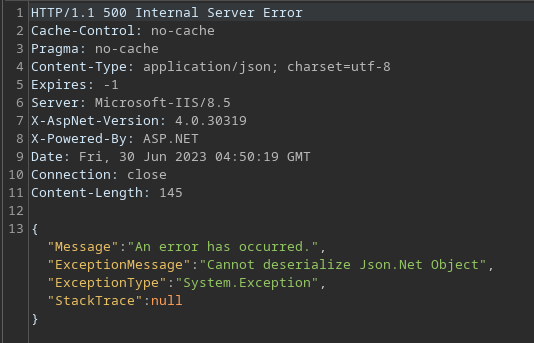 1 HTTP/1.1 500 Internal Server Error
2 Cache-Control: no-cache
3 Pragma: no-cache
4 Content-Type: application/json; charset=utf-8
5 Expires: -1
6 Server: Microsoft-IIS/8.5
7 X-AspNet-Version: 4.0.30319
8 X-Powered-By: ASP.NET
9 Date: Fri, 30 Jun 2023 04:50:19 GMT
10 Connection: close
11 Content-Length: 145
12
13 {
"Message":"An error has occurred.",
"ExceptionMessage":"Cannot deserialize Json.Net Object",
"ExceptionType":"System.Exception",
"StackTrace":null
}